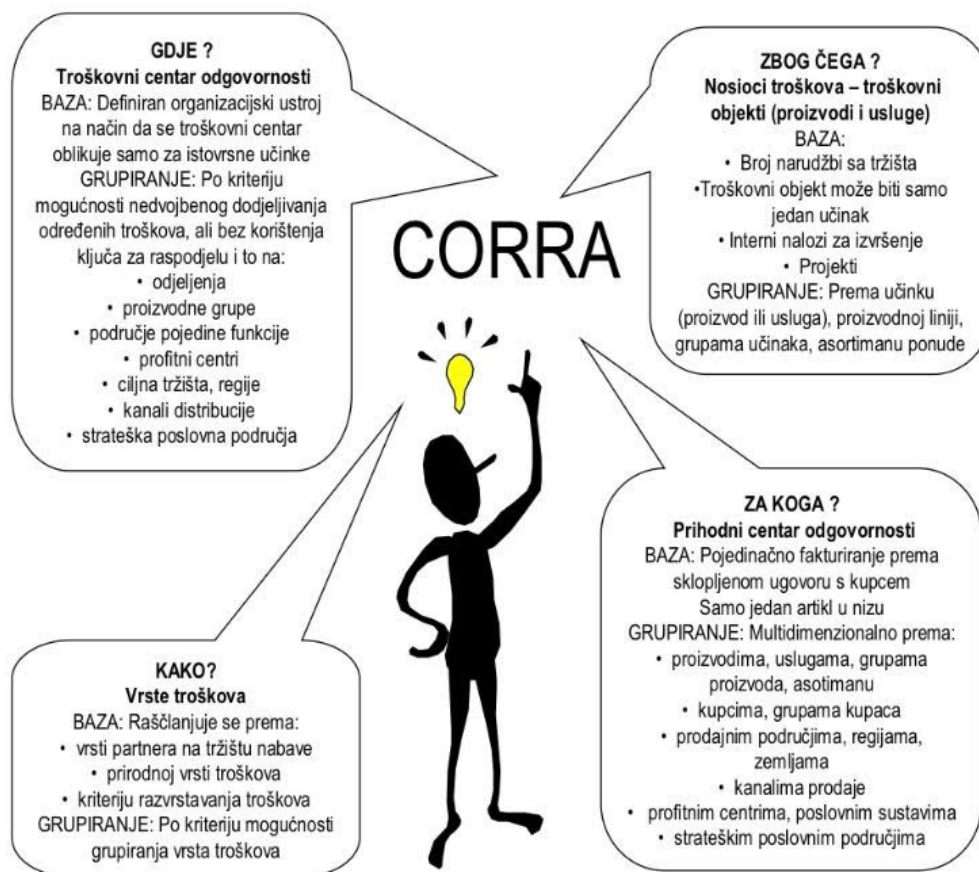 GDJE ?
Troškovni centar odgovornosti
BAZA: Definiran organizacijski ustroj
na način da se troškovni centar
oblikuje samo za istovrsne učinke
GRUPIRANJE: Po kriteriju
mogućnosti nedvojbenog dodjeljivanja
određenih troškova, ali bez korištenja
ključa za raspodjelu i to na:
• odjeljenja
• proizvodne grupe
• područje pojedine funkcije
• profitni centri
• ciljna tržišta, regije
• kanali distribucije
• strateška poslovna područja
ZBOG ČEGA ?
Nosioci troškova – troškovni
objekti (proizvodi i usluge)
BAZA:
• Broj narudžbi sa tržišta
•Troškovni objekt može biti samo
jedan učinak
• Interni nalozi za izvršenje
• Projekti
GRUPIRANJE: Prema učinku
(proizvod ili usluga), proizvodnoj liniji,
grupama učinaka, asortimanu ponude
CORRA
KAKO?
Vrste troškova
BAZA: Raščlanjuje se prema:
• vrsti partnera na tržištu nabave
• prirodnoj vrsti troškova
• kriteriju razvrstavanja troškova
GRUPIRANJE: Po kriteriju mogućnosti
grupiranja vrsta troškova
ZA KOGA ?
Prihodni centar odgovornosti
BAZA: Pojedinačno fakturiranje prema
sklopljenom ugovoru s kupcem
Samo jedan artikl u nizu
GRUPIRANJE: Multidimenzionalno prema:
• proizvodima, uslugama, grupama
proizvoda, asotimanu
• kupcima, grupama kupaca
• prodajnim područjima, regijama,
zemljama
• kanalima prodaje
• profitnim centrima, poslovnim sustavima
• strateškim poslovnim područjima